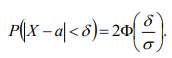 P(|X – a| < δ) = 2Φ(δ/σ).